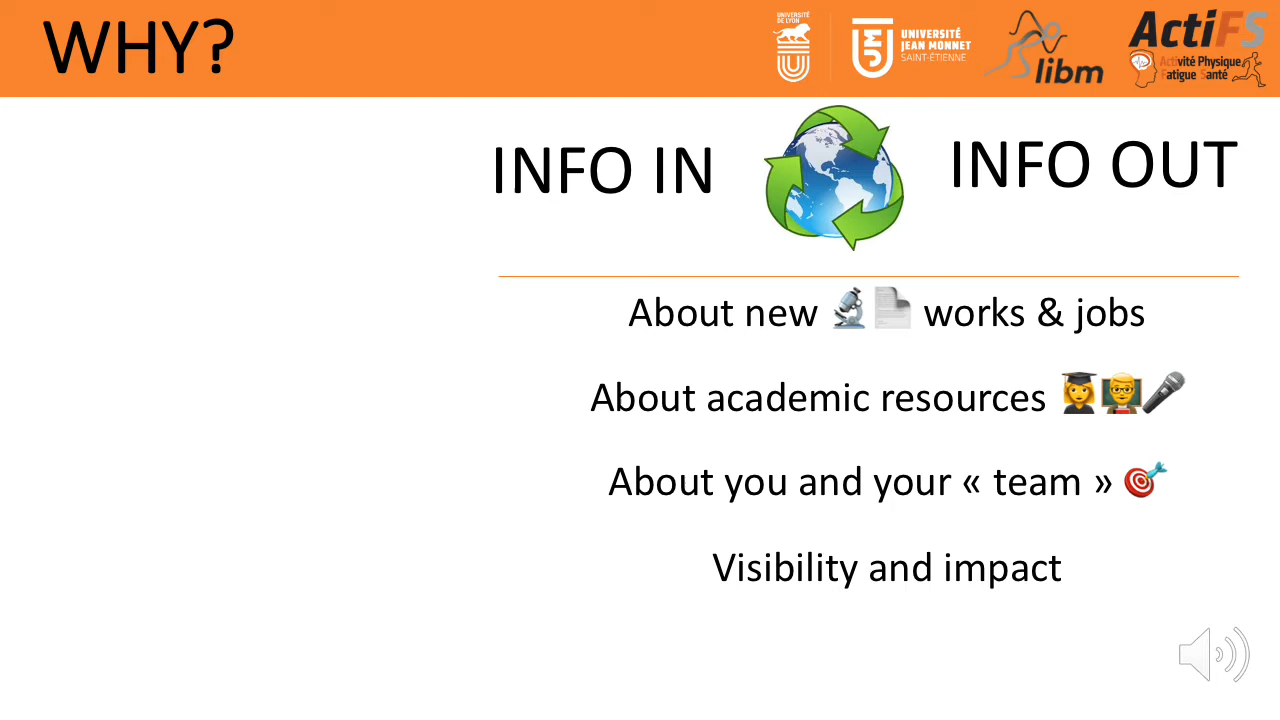 WHY?
UNIVERSITÉ
DE LYON
UNIVERSITÉ
JEAN MONNET
SAINT-ÉTIENNE
libm
ActiFS
Activité Physique
Fatigue Santé
INFO IN
INFO OUT
About new 🔬📄 works & jobs
About academic resources 👩‍🎓👨‍🏫🎤
About you and your « team » 🎯
Visibility and impact